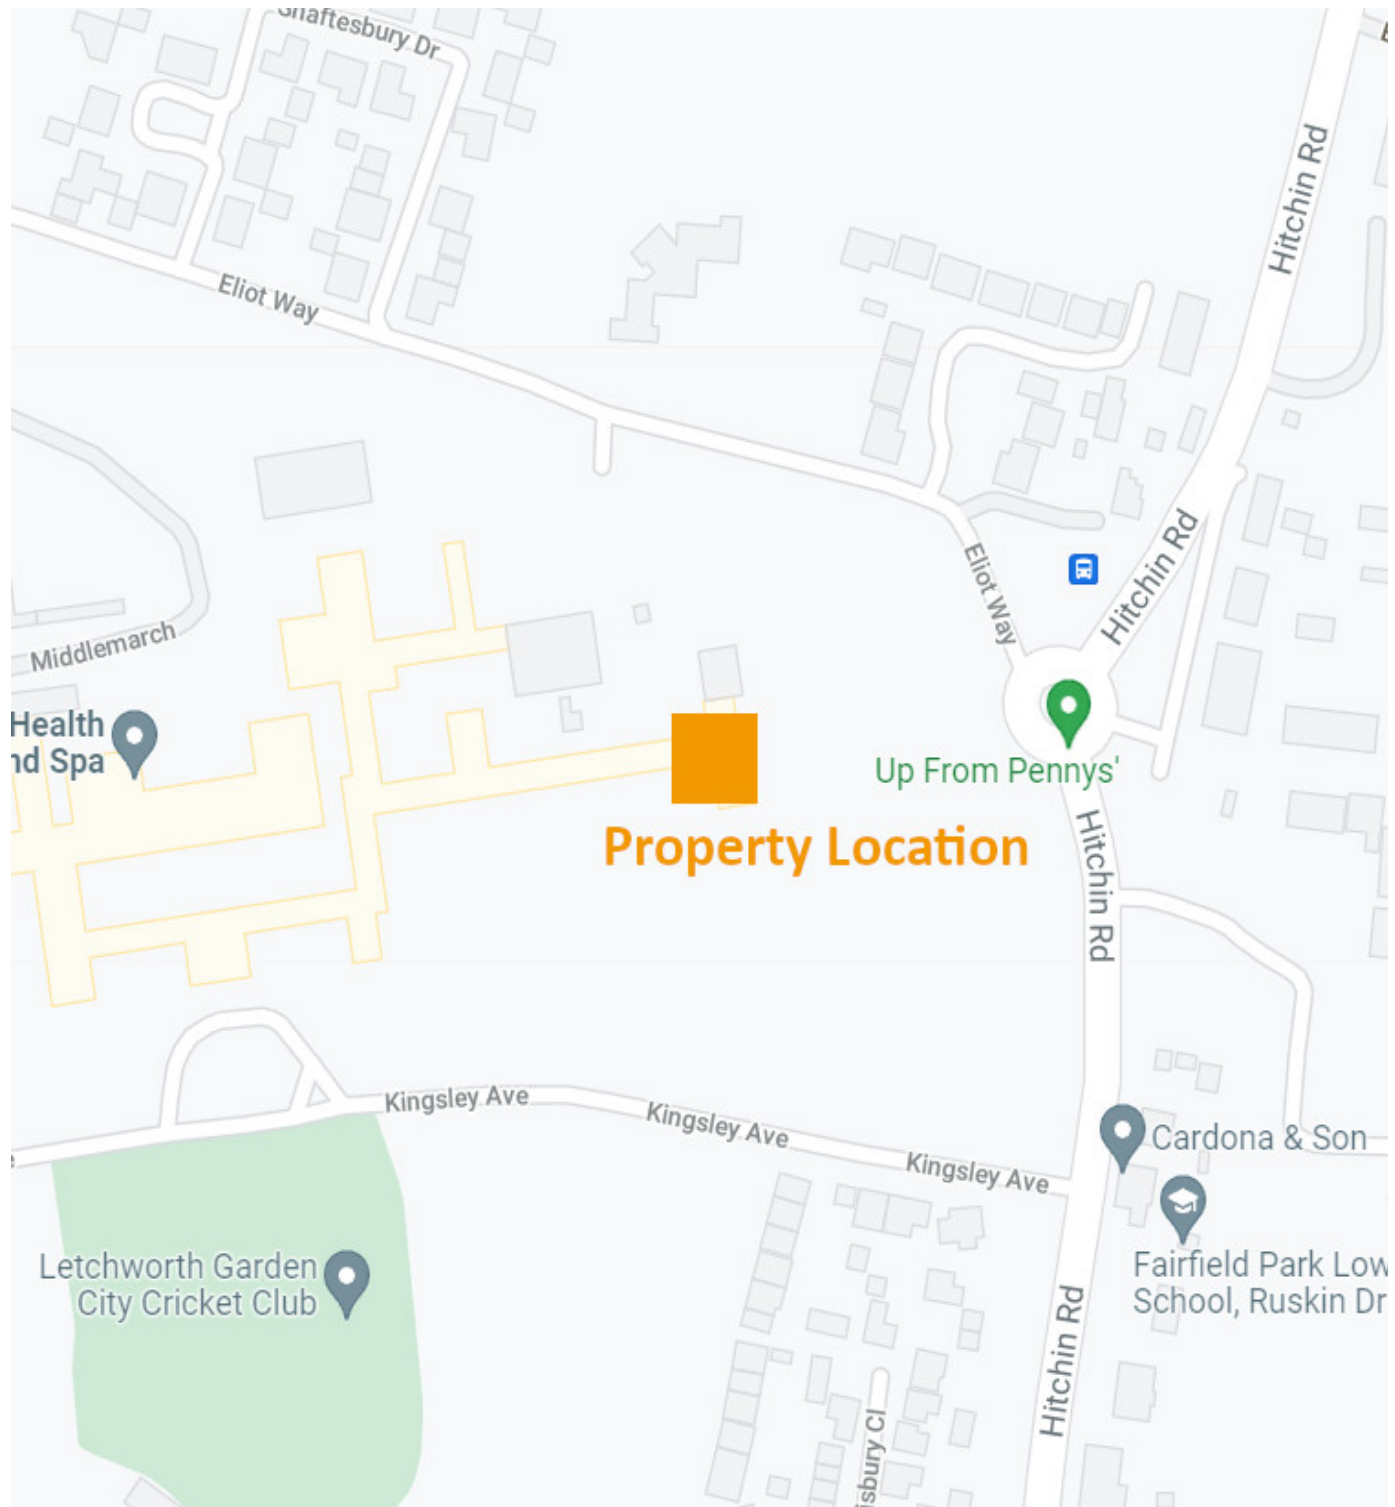 Shaftesbury Dr
Hitchin Rd
Eliot Way
Hitchin Rd
Eliot Way
Middlemarch
Health
nd Spa
Up From Pennys'
Property Location
Hitchin Rd
Kingsley Ave
Kingsley Ave
Kingsley Ave
Cardona & Son
Letchworth Garden
City Cricket Club
Fairfield Park Low
School, Ruskin Dr
Hitchin Rd
isbury Cl